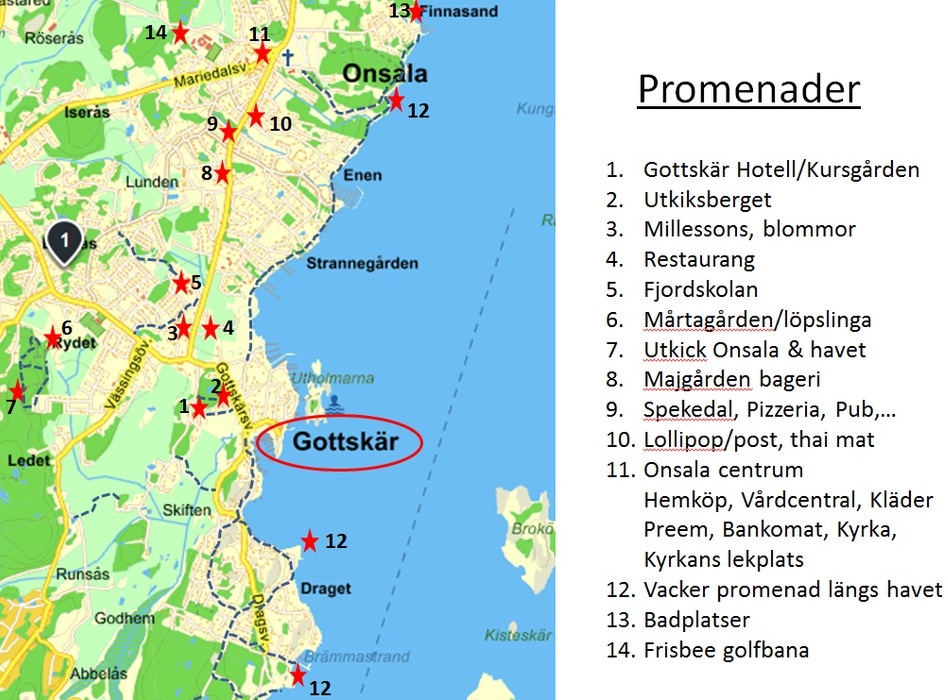 13
Finnasand
14
Röserås
11
Onsala
Mariedalsv.
12
Iserås
9
10
8
Lunden
Enen
1
Strannegården
5
6
Rydet
3
4
Vässingsöv.
Gottskärsv
Utholmarna
2
1
7
Gottskär
Ledet
Skiften
12
Brokö
Runsås
Draget
Godhem
Dragsv.
Kisteskär
Brämmastrand
Abbelås
12
Promenader
1. Gottskär Hotell/Kursgården
2. Utkiksberget
3. Millessons, blommor
4. Restaurang
5. Fjordskolan
6. Mårtagården/löpslinga
7. Utkick Onsala & havet
8. Majgården bageri
9. Spekedal, Pizzeria, Pub,...
10. Lollipop/post, thai mat
11. Onsala centrum
Hemköp, Vårdcentral, Kläder
Preem, Bankomat, Kyrka,
Kyrkans lekplats
12. Vacker promenad längs havet
13. Badplatser
14. Frisbee golfbana